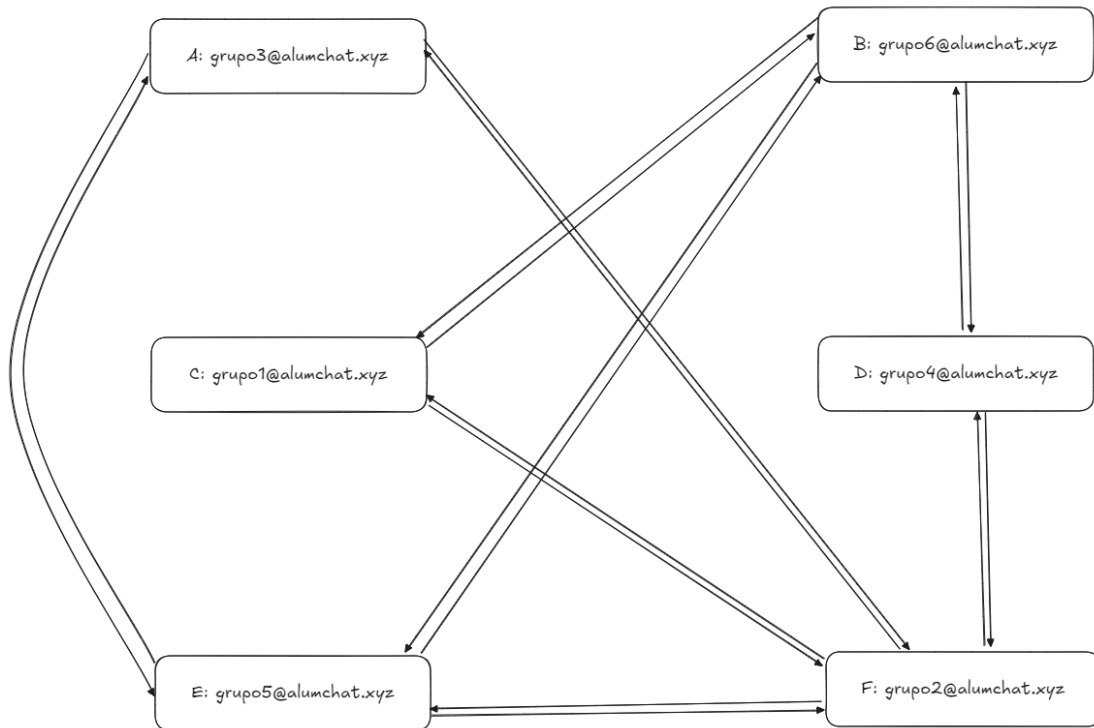 A: grupo3@alumchat.xyz
B: grupo6@alumchat.xyz
C: grupo1@alumchat.xyz
D: grupo4@alumchat.xyz
E: grupo5@alumchat.xyz
F: grupo2@alumchat.xyz